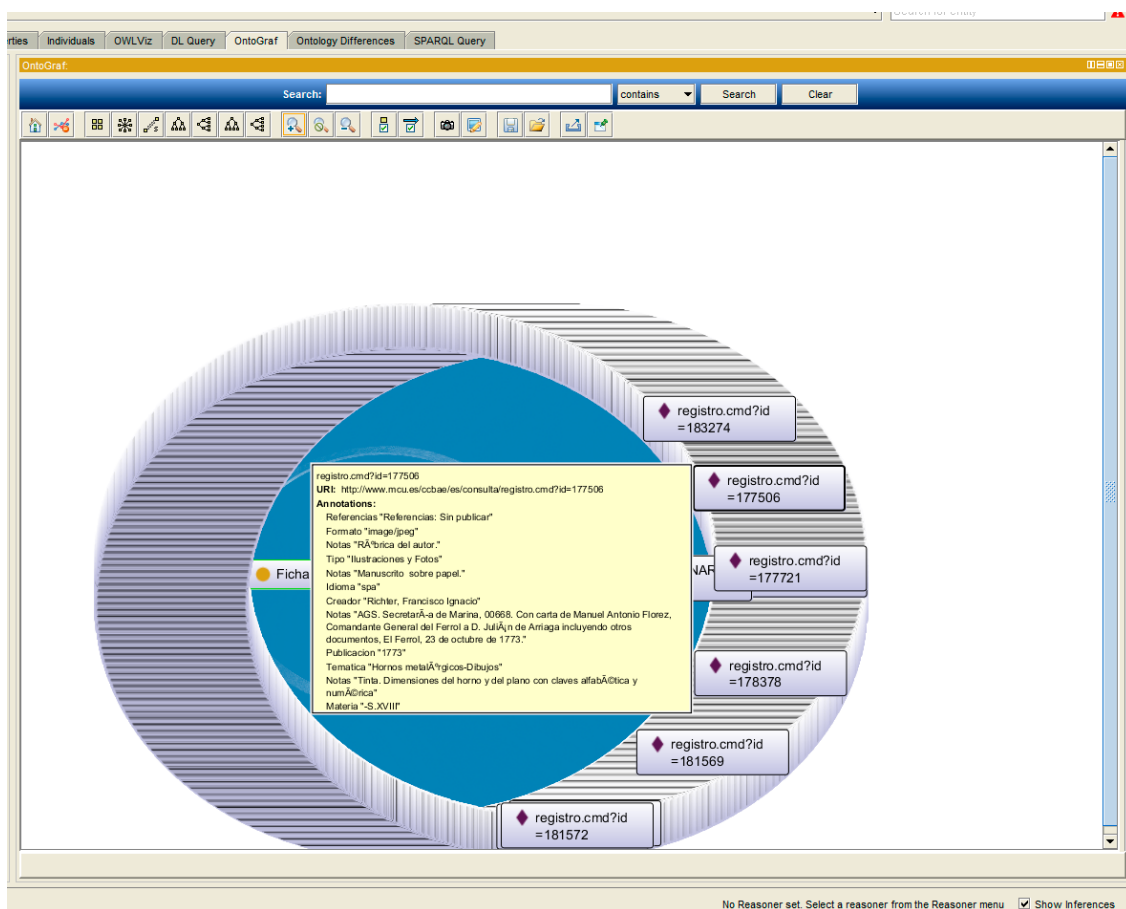 Search for entity
rties Individuals OWLViz DL Query OntoGraf Ontology Differences SPARQL Query
OntoGraf:
Search: contains Search Clear
registro.cmd?id
=183274
registro.cmd?id=177506
URI: http://www.mcu.es/ccbae/es/consulta/registro.cmd?id=177506
Annotations:
Referencias "Referencias: Sin publicar"
Formato "image/jpeg"
Notas "RÃºbrica del autor."
Tipo "Ilustraciones y Fotos"
Notas "Manuscrito sobre papel."
Idioma "spa"
Creador "Richter, Francisco Ignacio"
Notas "AGS. SecretarÃ-a de Marina, 00668. Con carta de Manuel Antonio Florez,
Comandante General del Ferrol a D. JuliÃ¡n de Arriaga incluyendo otros
documentos, El Ferrol, 23 de octubre de 1773."
Publicacion "1773"
Tematica "Hornos metalÃºrgicos-Dibujos"
Notas "Tinta. Dimensiones del horno y del plano con claves alfabÃ©tica y
numÃ©rica"
Materia "-S.XVIII"
registro.cmd?id
=177506
Ficha
NAR
registro.cmd?id
=177721
registro.cmd?id
=178378
registro.cmd?id
=181569
registro.cmd?id
=181572
No Reasoner set. Select a reasoner from the Reasoner menu Show Inferences